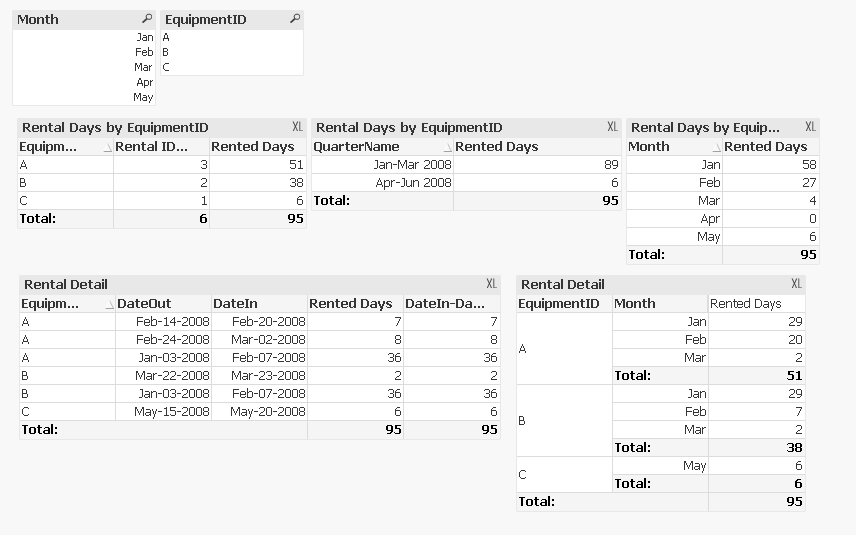 Month EquipmentID
Jan A
Feb B
Mar C
Apr
May
Rental Days by EquipmentID XL
Equipm... Rental ID... Rented Days
A 3 51
B 2 38
C 1 6
Total: 6 95
Rental Days by EquipmentID XL
QuarterName Rented Days
Jan-Mar 2008 89
Apr-Jun 2008 6
Total: 95
Rental Days by Equip... XL
Month Rented Days
Jan 58
Feb 27
Mar 4
Apr 0
May 6
Total: 95
Rental Detail XL
Equipm... DateOut DateIn Rented Days DateIn-Da...
A Feb-14-2008 Feb-20-2008 7 7
A Feb-24-2008 Mar-02-2008 8 8
A Jan-03-2008 Feb-07-2008 36 36
B Mar-22-2008 Mar-23-2008 2 2
B Jan-03-2008 Feb-07-2008 36 36
C May-15-2008 May-20-2008 6 6
Total: 95 95
Rental Detail XL
EquipmentID Month Rented Days
A Jan 29
Feb 20
Mar 2
Total: 51
B Jan 29
Feb 7
Mar 2
Total: 38
C May 6
Total: 6
Total: 95